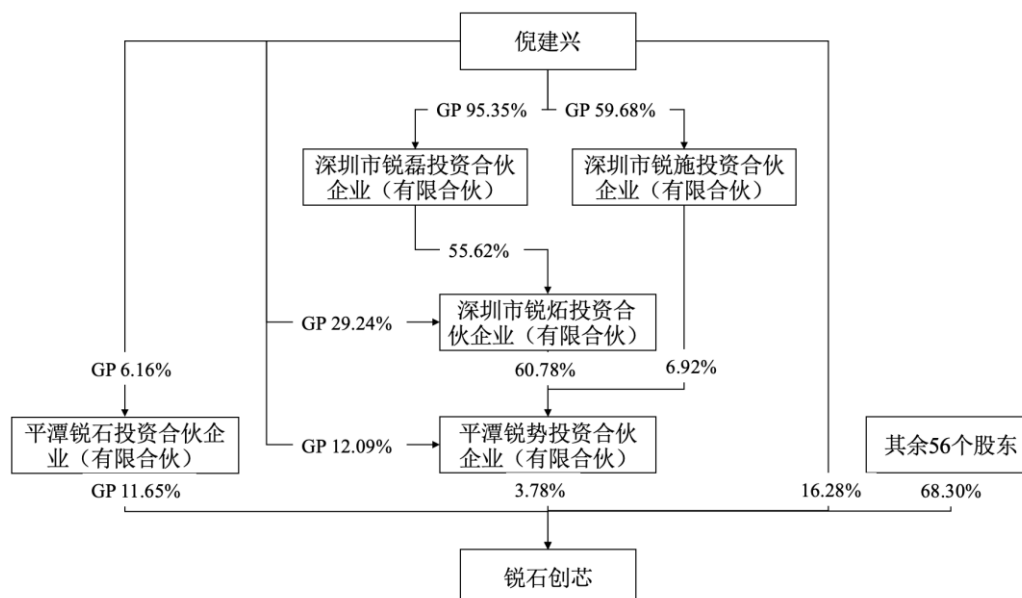 倪建兴
GP 95.35%
GP 59.68%
深圳市锐磊投资合伙
企业（有限合伙）
深圳市锐施投资合伙
企业（有限合伙）
55.62%
深圳市锐炻投资合
伙企业（有限合伙）
GP 29.24%
GP 6.16%
60.78%
6.92%
平潭锐石投资合伙企
业（有限合伙）
GP 12.09%
平潭锐势投资合伙
企业（有限合伙）
其余56个股东
GP 11.65%
3.78%
16.28%
68.30%
锐石创芯